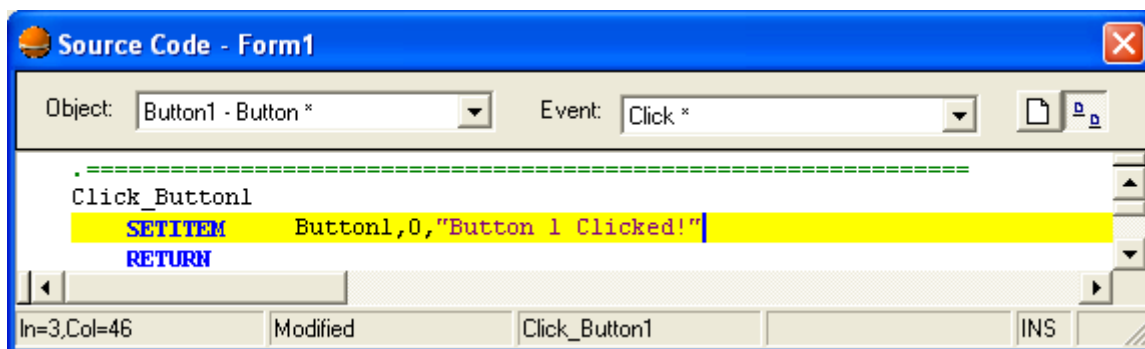 Source Code - Form1
Object: Button1 - Button * Event: Click *
.=================================================================
Click_Button1
SETITEM Button1,0,"Button 1 Clicked!"
RETURN
ln=3,Col=46 Modified Click_Button1 INS